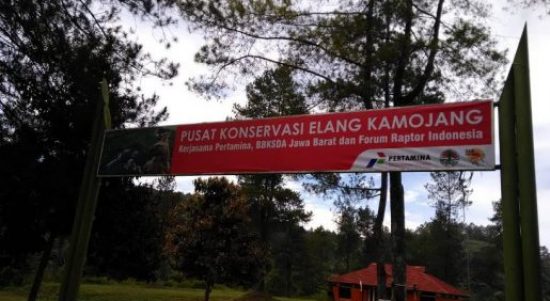 PUSAT KONSERVASI ELANG KAMOJANG
Kerjasama Pertamina, BBKSDA Jawa Barat dan Forum Raptor Indonesia
PERTAMINA